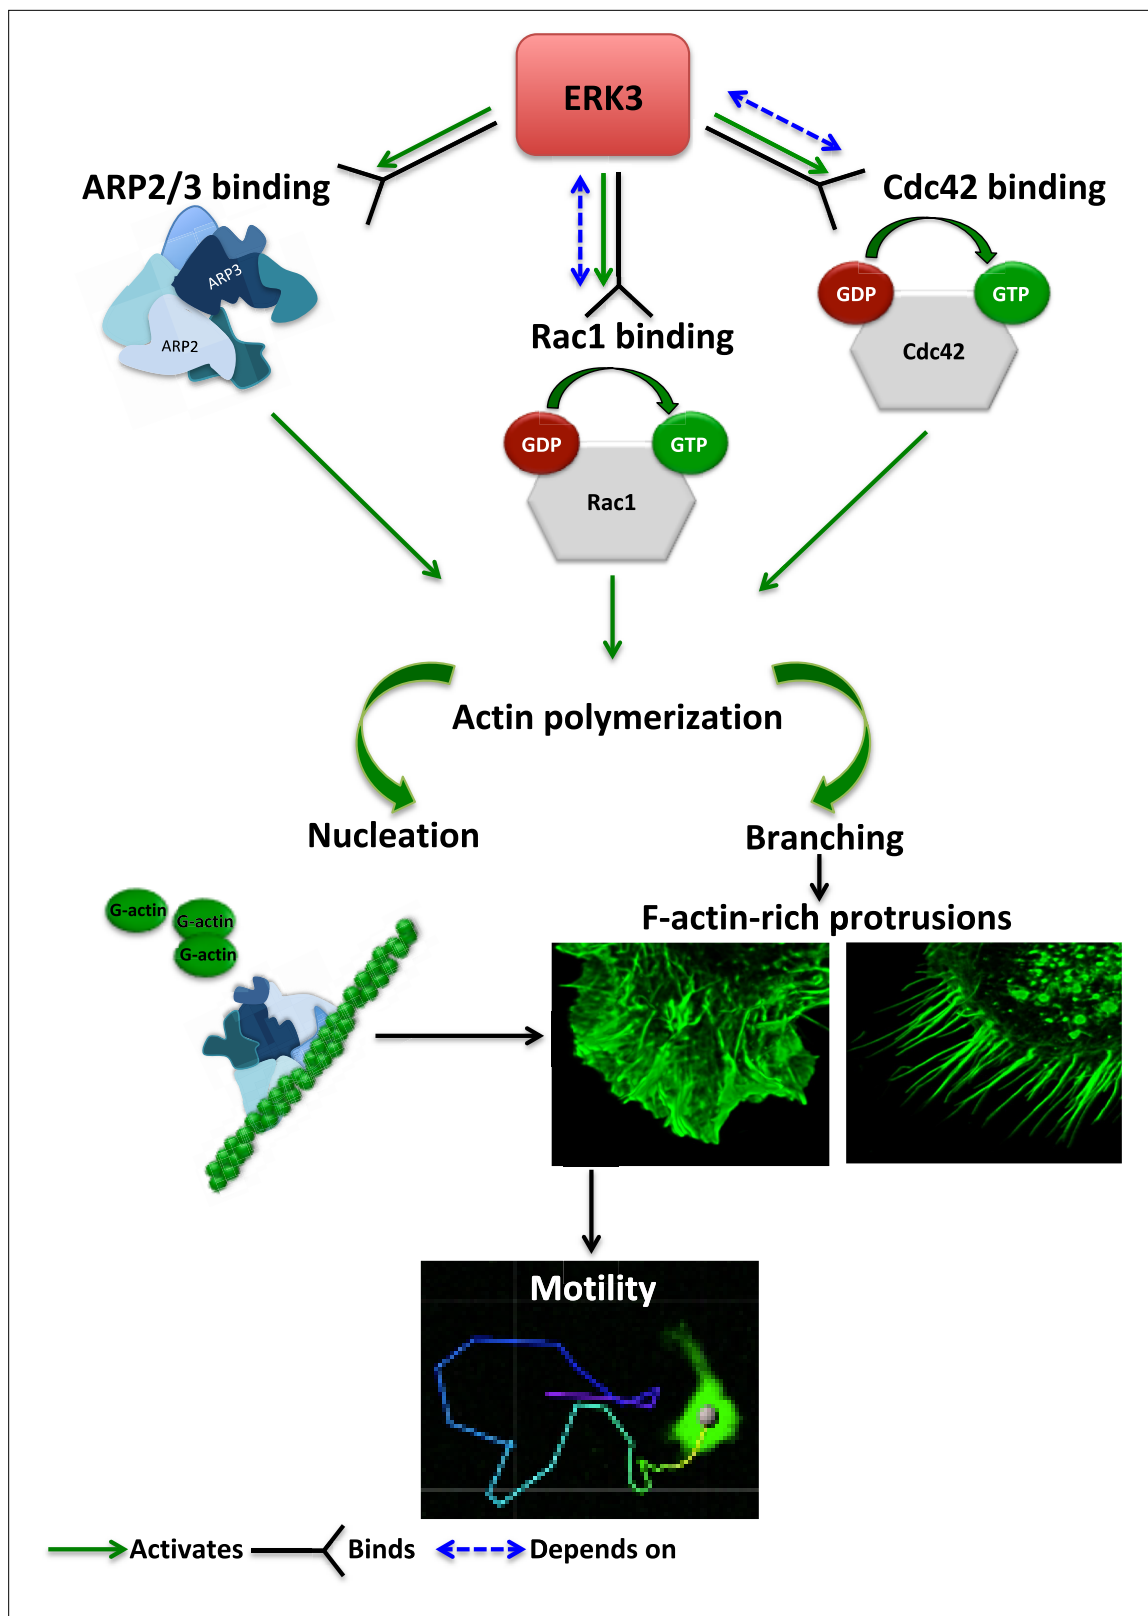 ERK3
ARP2/3 binding
Cdc42 binding
ARP3
ARP2
GDP
GTP
Cdc42
Rac1 binding
GDP
GTP
Rac1
Actin polymerization
Nucleation
Branching
G-actin
G-actin
G-actin
F-actin-rich protrusions
Motility
Activates
Binds
Depends on